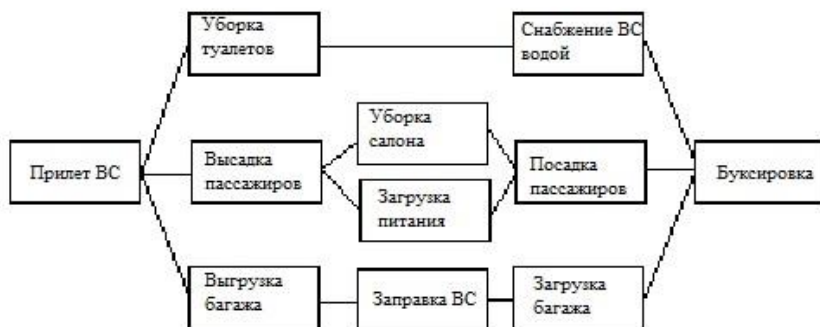 Уборка
туалетов
Снабжение ВС
водой
Прилет ВС
Высадка
пассажиров
Уборка
салона
Загрузка
питания
Посадка
пассажиров
Буксировка
Выгрузка
багажа
Заправка ВС
Загрузка
багажа